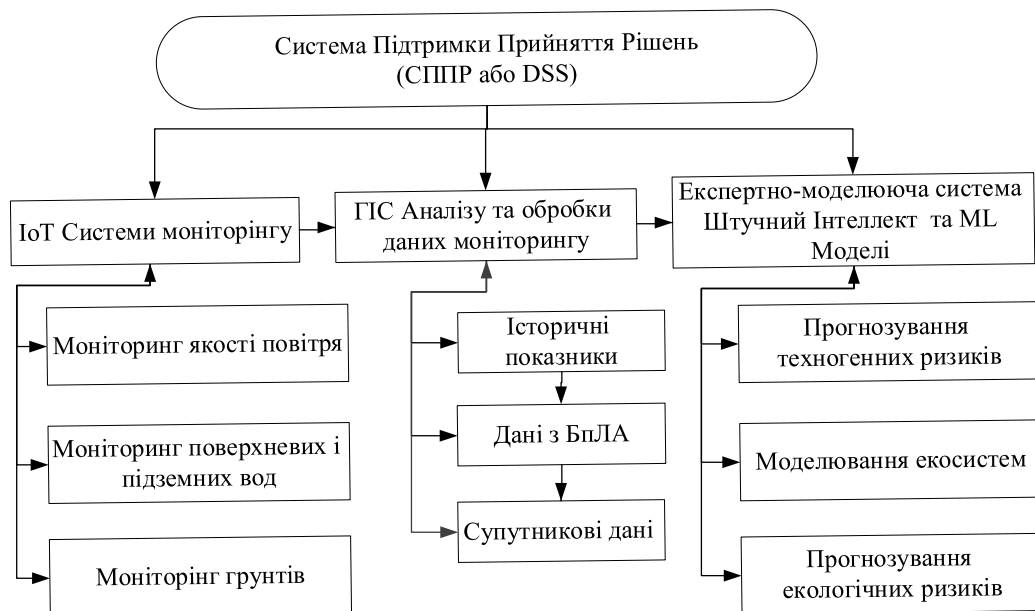 Система Підтримки Прийняття Рішень
(СППР або DSS)
ІоТ Системи моніторінгу
ГІС Аналізу та обробки
даних моніторингу
Експертно-моделююча система
Штучний Інтеллект та ML
Моделі
Моніторинг якості повітря
Моніторинг поверхневих і
підземних вод
Моніторінг грунтів
Історичні
показники
Дані з БпЛА
Супутникові дані
Прогнозування
техногенних ризиків
Моделювання екосистем
Прогнозування
екологічних ризиків